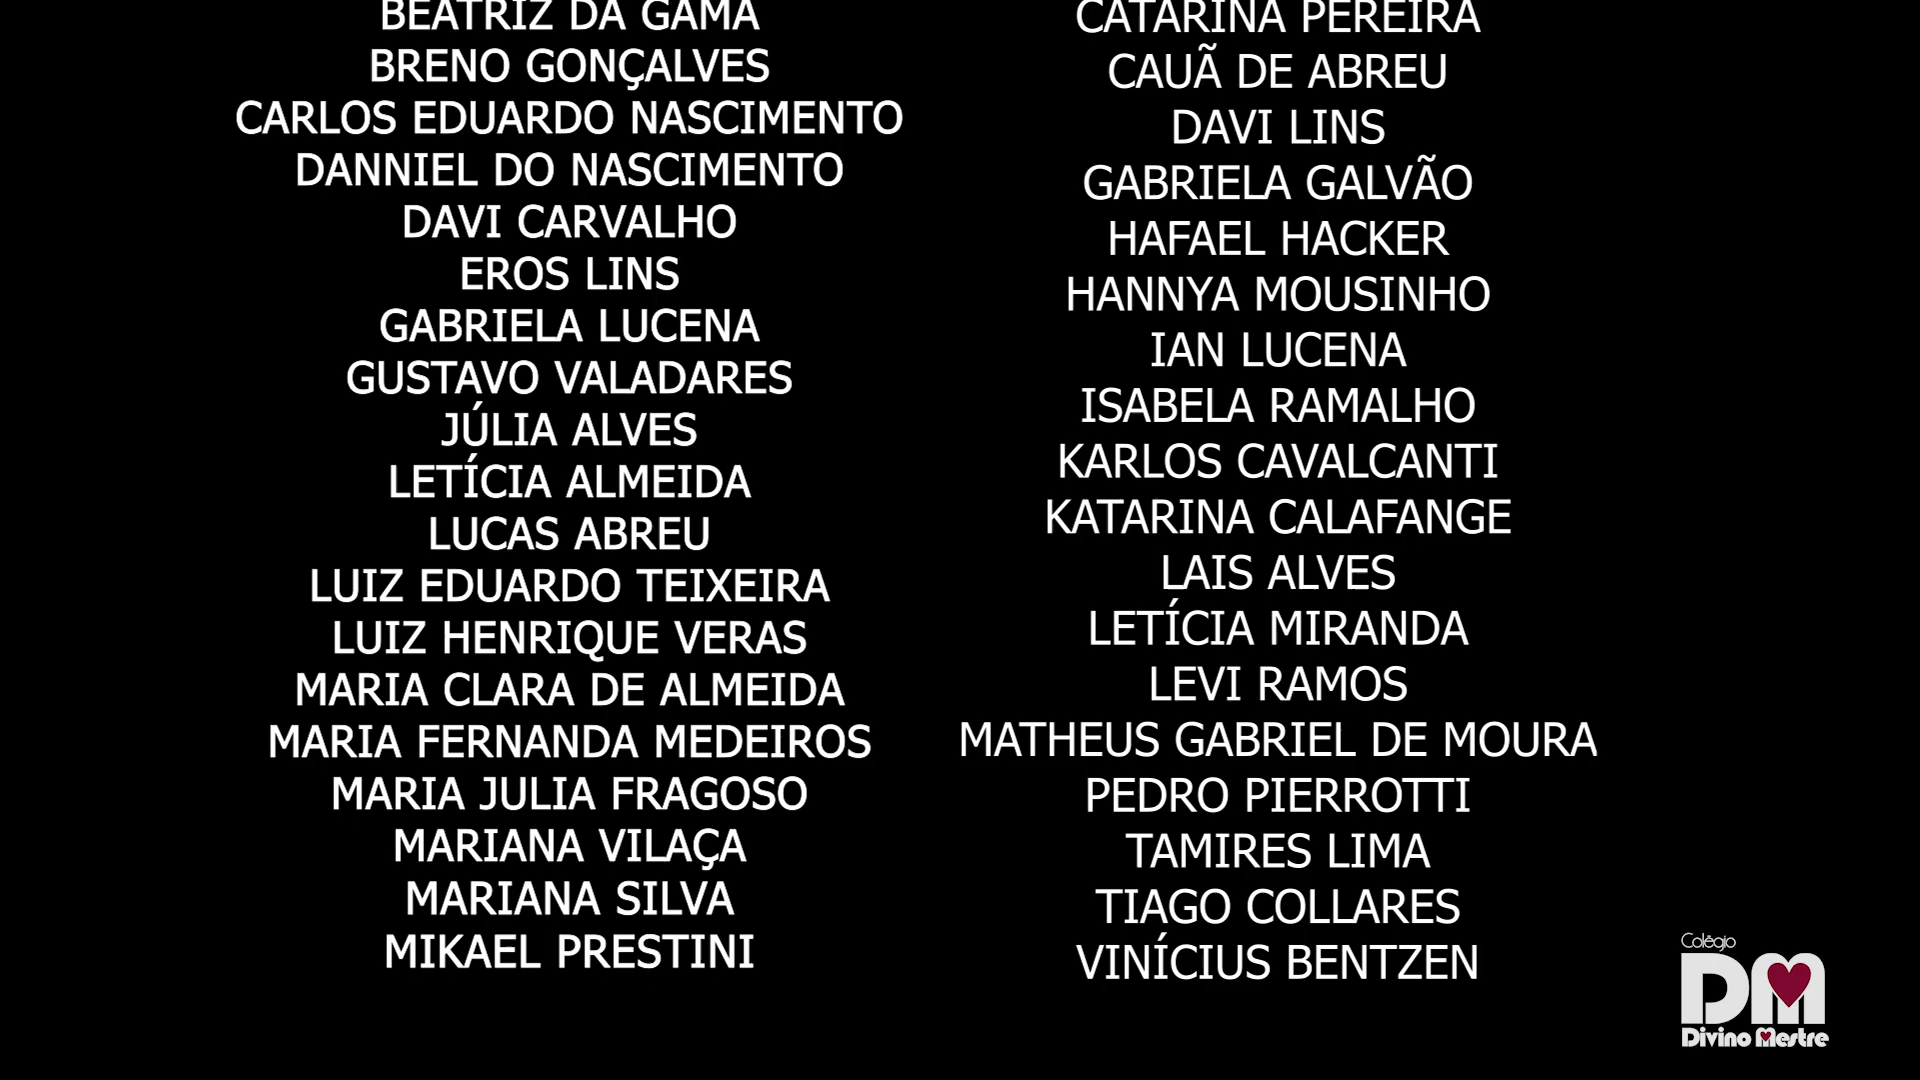 BEATRIZ DA GAMA
BRENO GONÇALVES
CARLOS EDUARDO NASCIMENTO
DANNIEL DO NASCIMENTO
DAVI CARVALHO
EROS LINS
GABRIELA LUCENA
GUSTAVO VALADARES
JÚLIA ALVES
LETÍCIA ALMEIDA
LUCAS ABREU
LUIZ EDUARDO TEIXEIRA
LUIZ HENRIQUE VERAS
MARIA CLARA DE ALMEIDA
MARIA FERNANDA MEDEIROS
MARIA JULIA FRAGOSO
MARIANA VILAÇA
MARIANA SILVA
MIKAEL PRESTINI
CATARINA PEREIRA
CAUÃ DE ABREU
DAVI LINS
GABRIELA GALVÃO
HAFAEL HACKER
HANNYA MOUSINHO
IAN LUCENA
ISABELA RAMALHO
KARLOS CAVALCANTI
KATARINA CALAFANGE
LAIS ALVES
LETÍCIA MIRANDA
LEVI RAMOS
MATHEUS GABRIEL DE MOURA
PEDRO PIERROTTI
TAMIRES LIMA
TIAGO COLLARES
VINÍCIUS BENTZEN
Colégio
DM
Divino Mestre